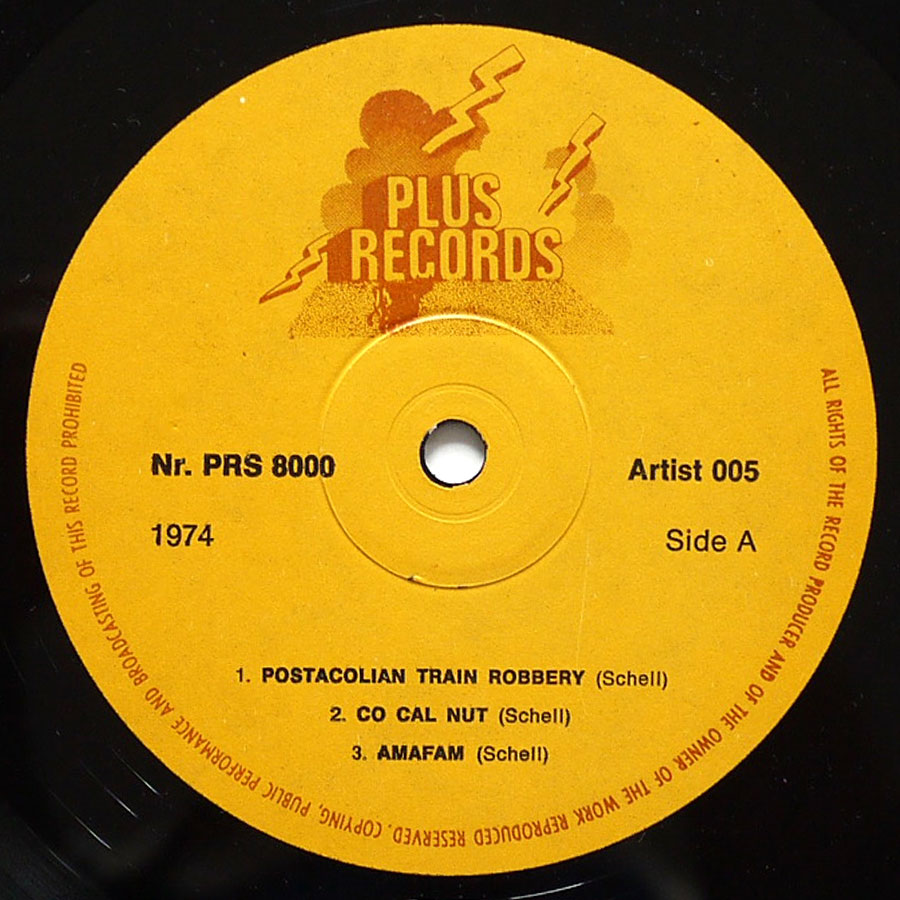 PLUS
RECORDS
Nr. PRS 8000
Artist 005
1974
Side A
1. POSTACOLIAN TRAIN ROBBERY (Schell)
2. CO CAL NUT (Schell)
3. AMAFAM (Schell)
ALL RIGHTS OF THE RECORD PRODUCER AND OF THE OWNER OF THE WORK REPRODUCED RESERVED. COPYING, PUBLIC PERFORMANCE AND BROADCASTING OF THIS RECORD PROHIBITED